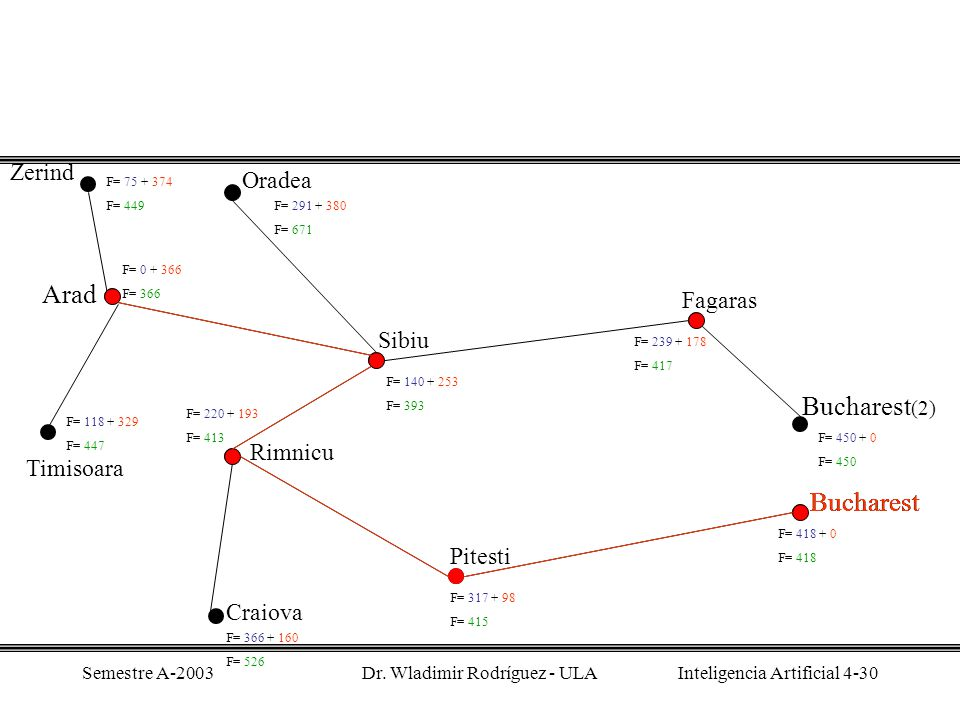 Zerind
F= 75 + 374
F= 449
Oradea
F= 291 + 380
F= 671
F= 0 + 366
F= 366
Arad
Fagaras
F= 239 + 178
F= 417
Sibiu
F= 140 + 253
F= 393
Bucharest(2)
F= 450 + 0
F= 450
F= 118 + 329
F= 447
Timisoara
F= 220 + 193
F= 413
Rimnicu
Bucharest
F= 418 + 0
F= 418
Pitesti
F= 317 + 98
F= 415
Craiova
F= 366 + 160
F= 526
Semestre A-2003
Dr. Wladimir Rodríguez - ULA
Inteligencia Artificial 4-30